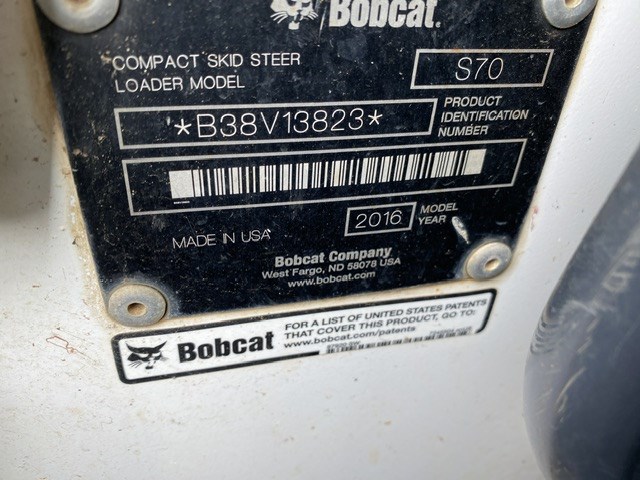 Bobcat.
COMPACT SKID STEER
LOADER MODEL
S70
*B38V13823*
PRODUCT
IDENTIFICATION
NUMBER
2016
MODEL
YEAR
MADE IN USA
Bobcat Company
West Fargo, ND 58078 USA
www.bobcat.com
Bobcat
FOR A LIST OF UNITED STATES PATENTS
THAT COVER THIS PRODUCT, GO TO:
www.bobcat.com/patents